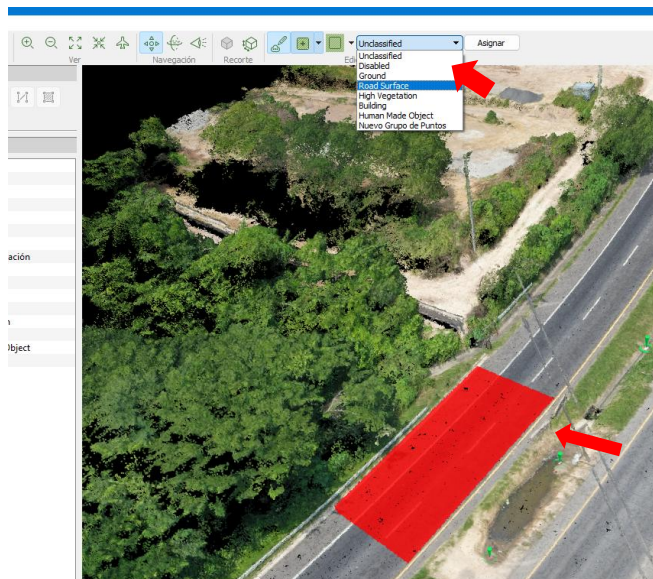 Unclassified
Asignar
Ver
Navegación
Recorte
Edi
Unclassified
Disabled
Ground
Road Surface
High Vegetation
Building
Human Made Object
Nuevo Grupo de Puntos
ación
Object